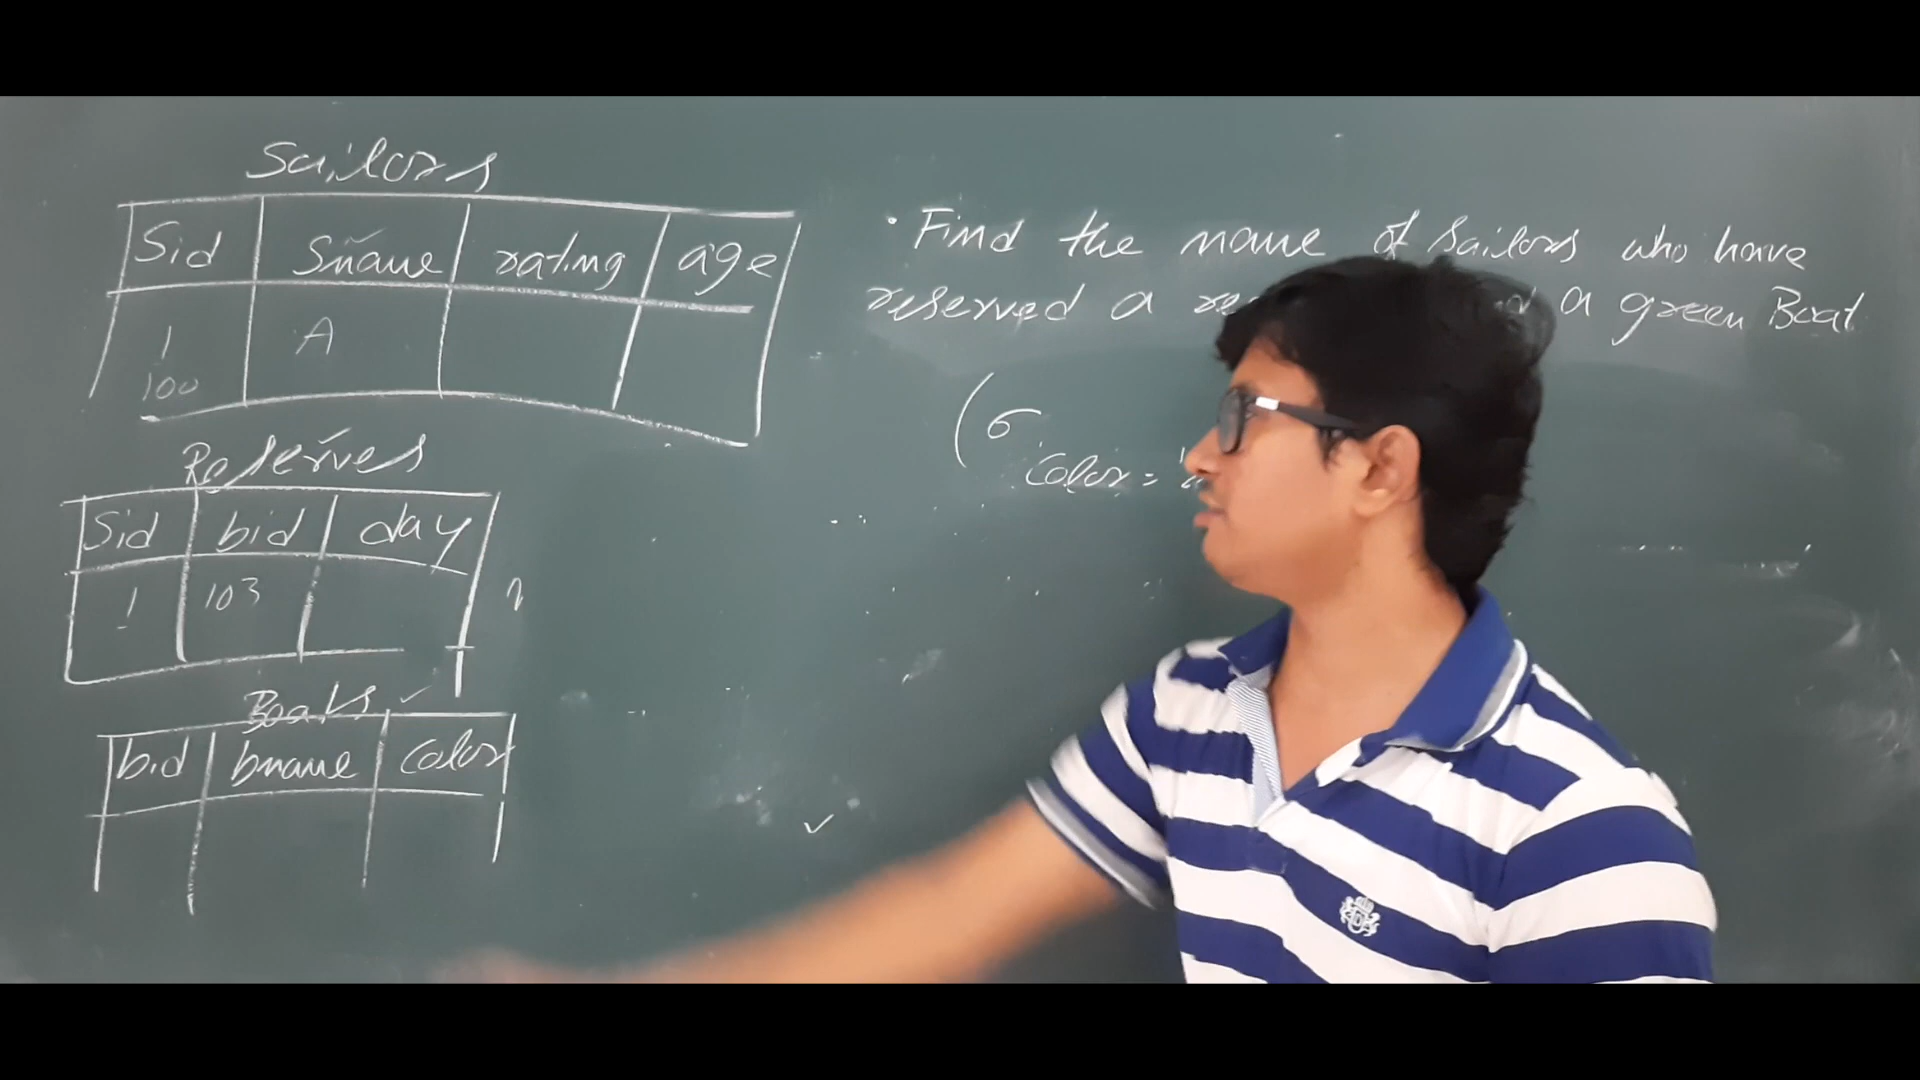 Sailors
Sid Sname rating age
1 A
100
Reserves
Sid bid day
1 103
Boats ✓
bid bname color
• Find the name of sailors who have
reserved a a green Boat
(σ
color = "
✓